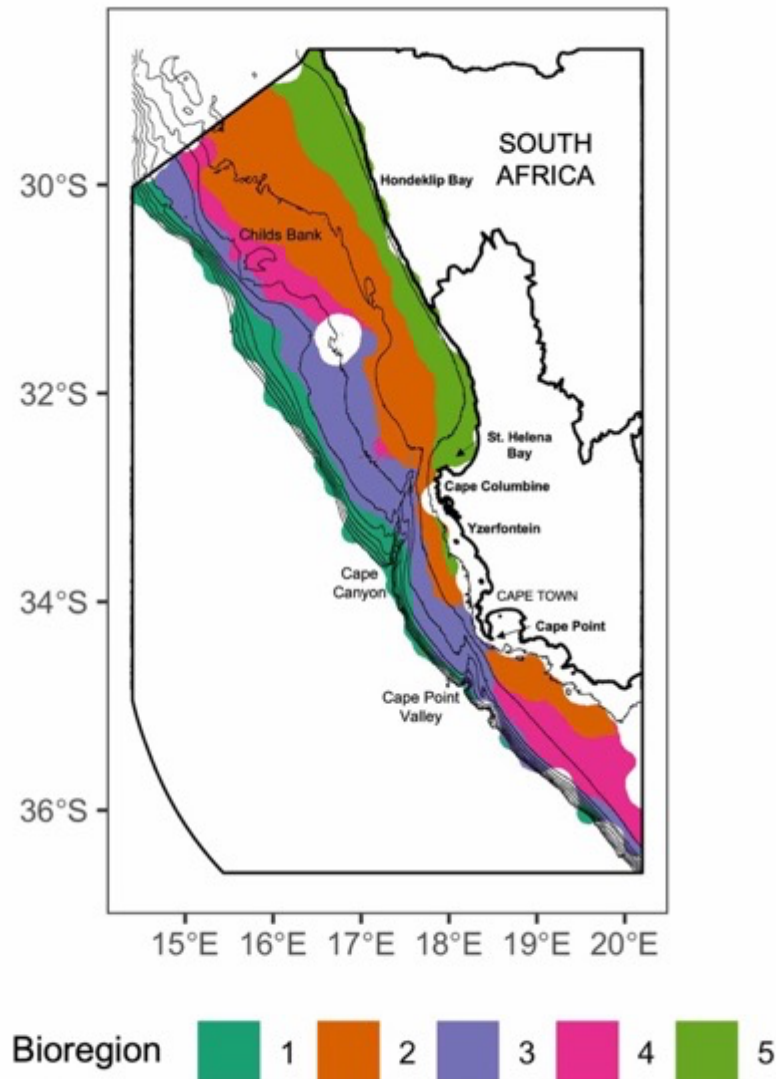 SOUTH
AFRICA
30°S
Hondeklip Bay
Childs Bank
32°S
St. Helena
Bay
Cape Columbine
Yzerfontein
Cape
Canyon
34°S
CAPE TOWN
Cape Point
Cape Point
Valley
36°S
15°E 16°E 17°E 18°E 19°E 20°E
Bioregion 1 2 3 4 5